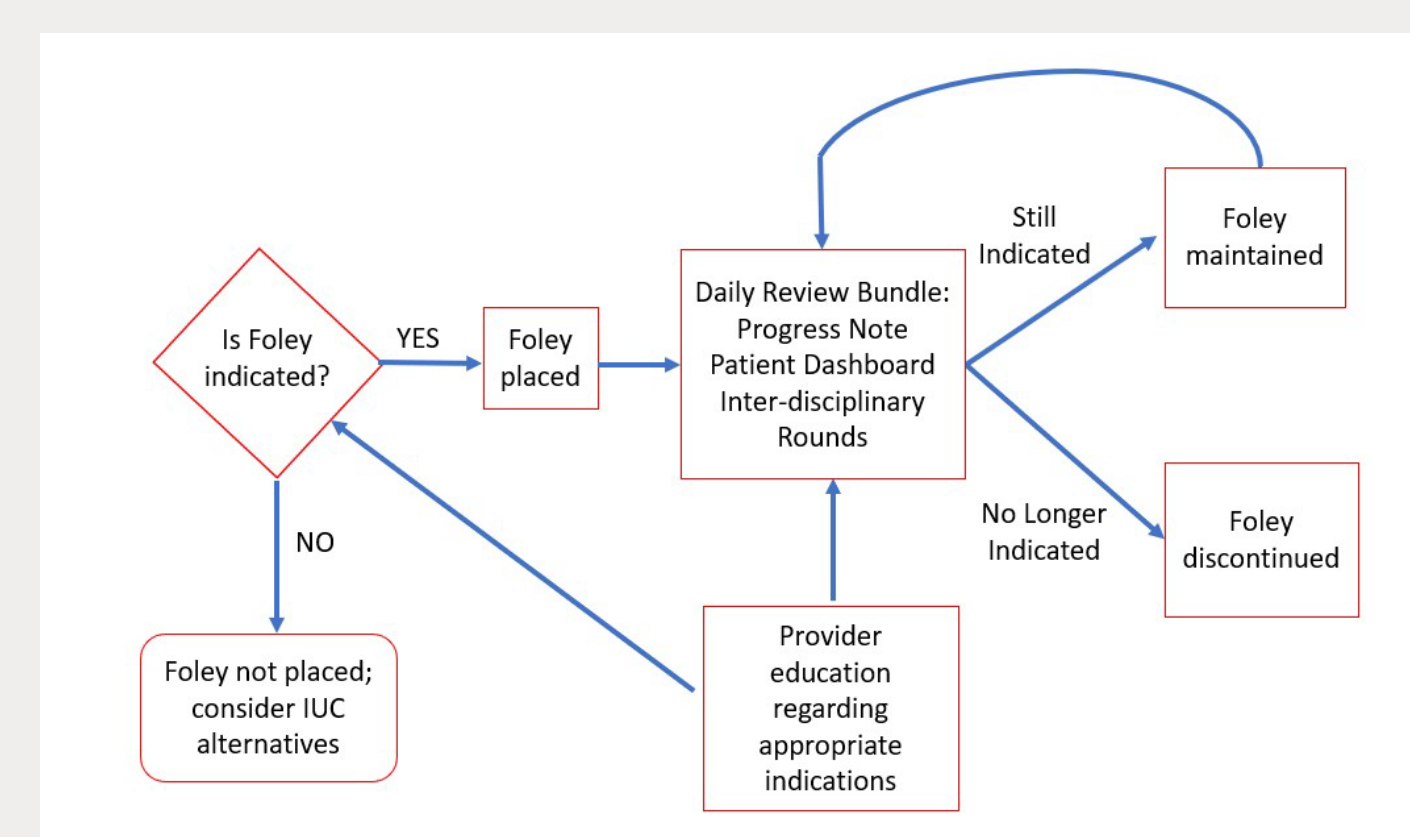 Is Foley
indicated?
YES
Foley
placed
NO
Foley not placed;
consider IUC
alternatives
Daily Review Bundle:
Progress Note
Patient Dashboard
Inter-disciplinary
Rounds
Provider
education
regarding
appropriate
indications
Still
Indicated
Foley
maintained
No Longer
Indicated
Foley
discontinued